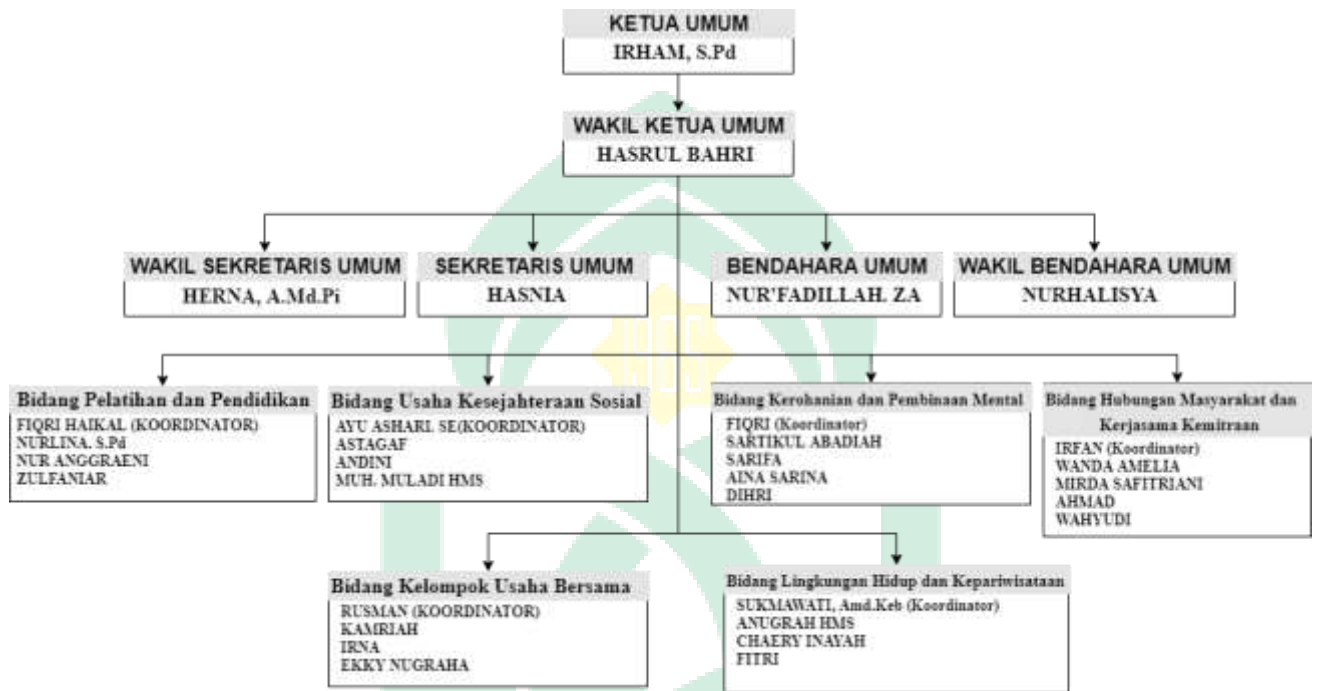 KETUA UMUM
IRHAM, S.Pd
WAKIL KETUA UMUM
HASRUL BAHRI
WAKIL SEKRETARIS UMUM
HERNA, A.Md.Pi
SEKRETARIS UMUM
HASNIA
BENDAHARA UMUM
NUR'FADILLAH. ZA
WAKIL BENDAHARA UMUM
NURHALISYA
Bidang Pelatihan dan Pendidikan
FIQRI HAIKAL (KOORDINATOR)
NURLINA. S.Pd
NUR ANGGRAENI
ZULFANIAR
Bidang Usaha Kesejahteraan Sosial
AYU ASHARI. SE(KOORDINATOR)
ASTAGAF
ANDINI
MUH. MULADI HMS
Bidang Kerohanian dan Pembinaan Mental
FIQRI (Koordinator)
SARTIKUL ABADIAH
SARIFA
AINA SARINA
DIHRI
Bidang Hubungan Masyarakat dan
Kerjasama Kemitraan
IRFAN (Koordinator)
WANDA AMELIA
MIRDA SAFITRIANI
AHMAD
WAHYUDI
Bidang Kelompok Usaha Bersama
RUSMAN (KOORDINATOR)
KAMRIAH
IRNA
EKKY NUGRAHA
Bidang Lingkungan Hidup dan Kepariwisataan
SUKMAWATI, Amd.Keb (Koordinator)
ANUGRAH HMS
CHAERY INAYAH
FITRI